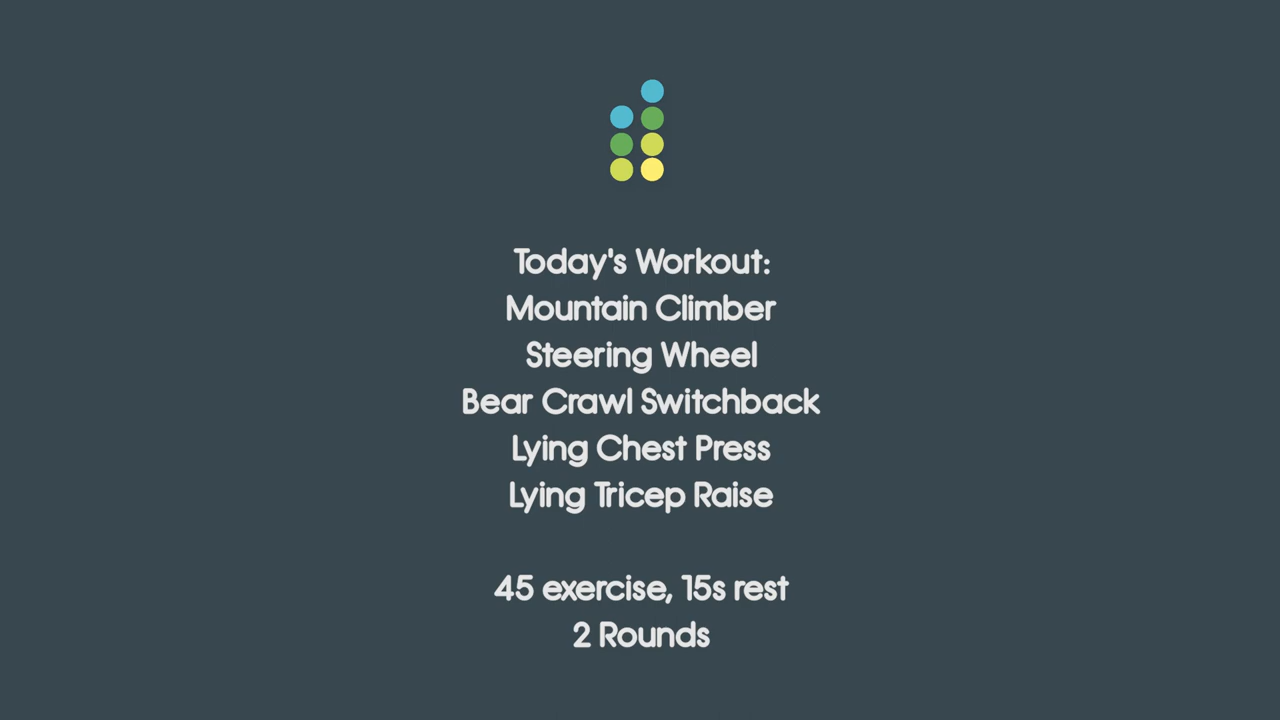 Today's Workout:
Mountain Climber
Steering Wheel
Bear Crawl Switchback
Lying Chest Press
Lying Tricep Raise
45 exercise, 15s rest
2 Rounds